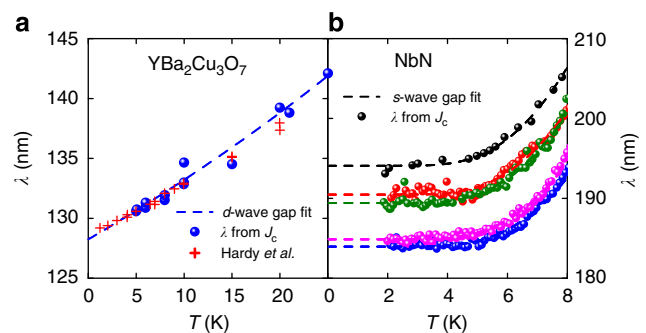 a
b
145
140
135
130
125
λ (nm)
YBa2Cu3O7
d-wave gap fit
λ from Jc
Hardy et al.
0
5
10
15
20
T (K)
NbN
s-wave gap fit
λ from Jc
210
200
190
180
λ (nm)
0
2
4
6
8
T (K)